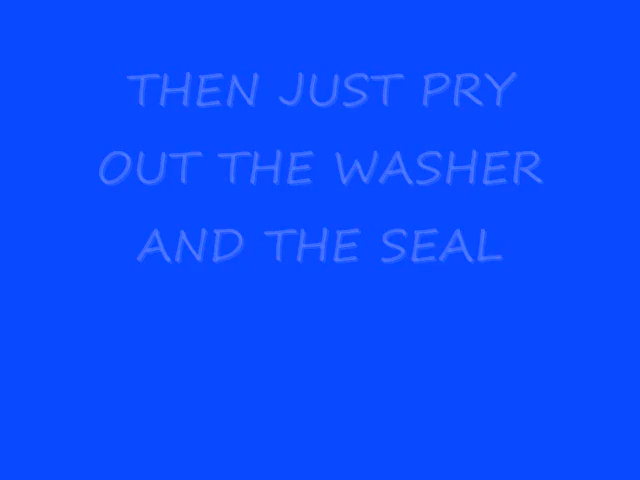 THEN JUST PRY
OUT THE WASHER
AND THE SEAL